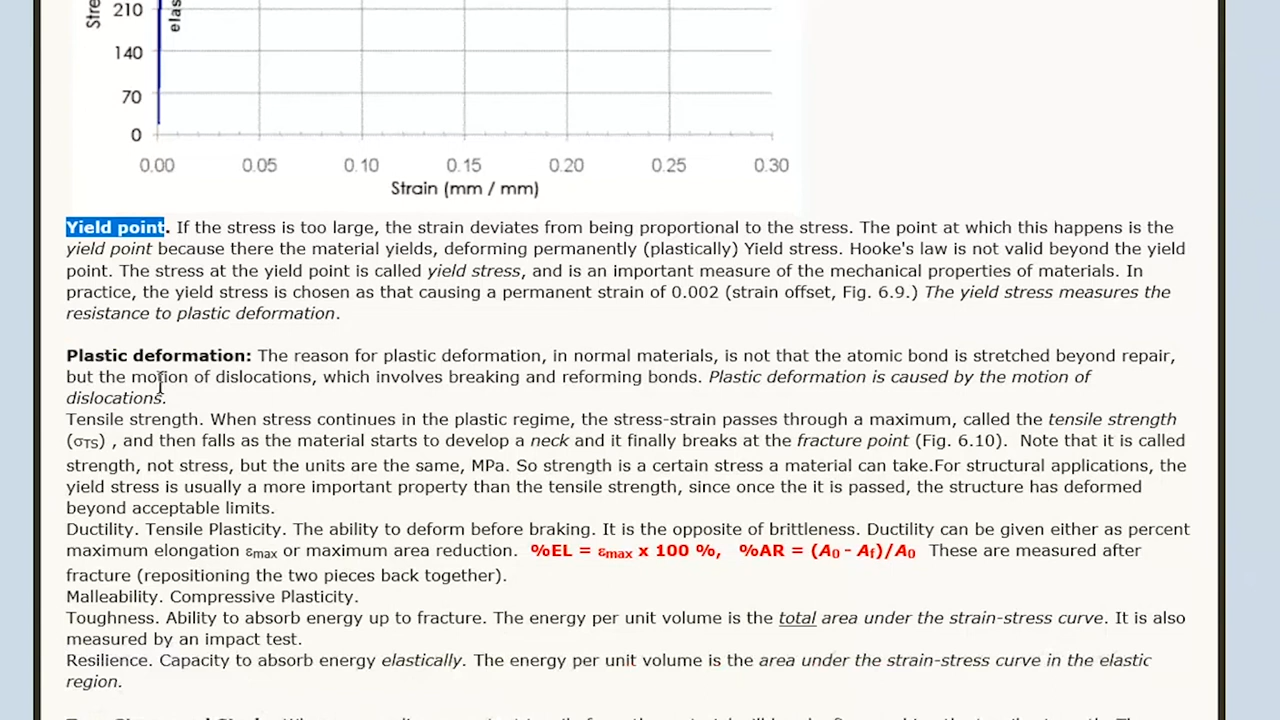 210
140
70
0
0.00 0.05 0.10 0.15 0.20 0.25 0.30
Strain (mm / mm)
Yield point. If the stress is too large, the strain deviates from being proportional to the stress. The point at which this happens is the
yield point because there the material yields, deforming permanently (plastically) Yield stress. Hooke's law is not valid beyond the yield
point. The stress at the yield point is called yield stress, and is an important measure of the mechanical properties of materials. In
practice, the yield stress is chosen as that causing a permanent strain of 0.002 (strain offset, Fig. 6.9.) The yield stress measures the
resistance to plastic deformation.
Plastic deformation: The reason for plastic deformation, in normal materials, is not that the atomic bond is stretched beyond repair,
but the motion of dislocations, which involves breaking and reforming bonds. Plastic deformation is caused by the motion of
dislocations.
Tensile strength. When stress continues in the plastic regime, the stress-strain passes through a maximum, called the tensile strength
(σTS) , and then falls as the material starts to develop a neck and it finally breaks at the fracture point (Fig. 6.10). Note that it is called
strength, not stress, but the units are the same, MPa. So strength is a certain stress a material can take.For structural applications, the
yield stress is usually a more important property than the tensile strength, since once the it is passed, the structure has deformed
beyond acceptable limits.
Ductility. Tensile Plasticity. The ability to deform before braking. It is the opposite of brittleness. Ductility can be given either as percent
maximum elongation εmax or maximum area reduction. %EL = εmax x 100 %, %AR = (A0 - Af)/A0 These are measured after
fracture (repositioning the two pieces back together).
Malleability. Compressive Plasticity.
Toughness. Ability to absorb energy up to fracture. The energy per unit volume is the total area under the strain-stress curve. It is also
measured by an impact test.
Resilience. Capacity to absorb energy elastically. The energy per unit volume is the area under the strain-stress curve in the elastic
region.